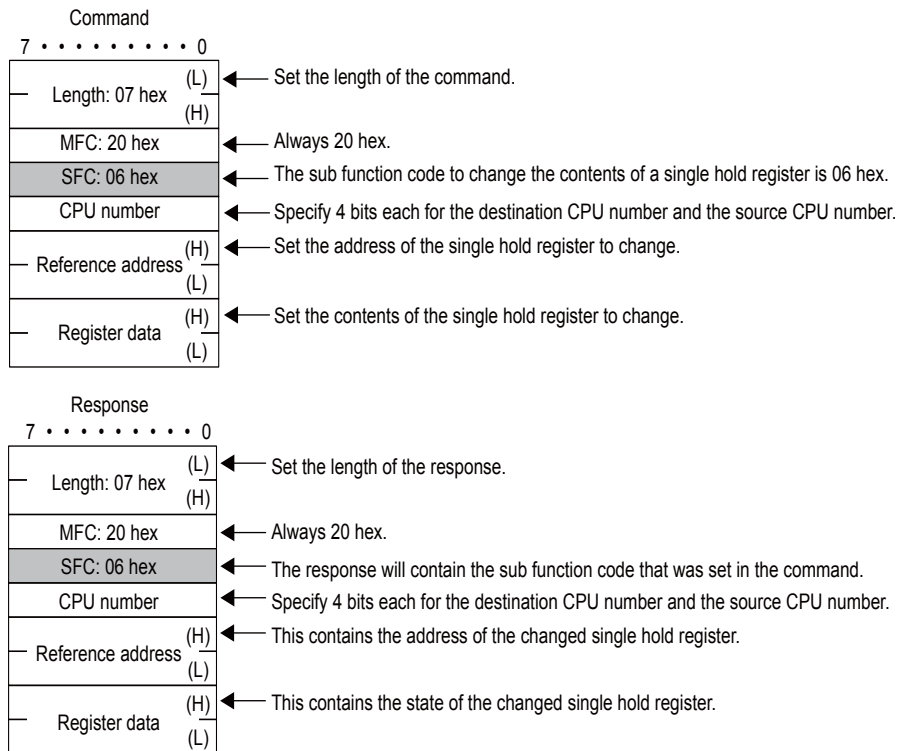 Command
7 • • • • • • • • • 0
Length: 07 hex (L) Set the length of the command.
(H)
MFC: 20 hex Always 20 hex.
SFC: 06 hex The sub function code to change the contents of a single hold register is 06 hex.
CPU number Specify 4 bits each for the destination CPU number and the source CPU number.
Reference address (H) Set the address of the single hold register to change.
(L)
Register data (H) Set the contents of the single hold register to change.
(L)
Response
7 • • • • • • • • • 0
Length: 07 hex (L) Set the length of the response.
(H)
MFC: 20 hex Always 20 hex.
SFC: 06 hex The response will contain the sub function code that was set in the command.
CPU number Specify 4 bits each for the destination CPU number and the source CPU number.
Reference address (H) This contains the address of the changed single hold register.
(L)
Register data (H) This contains the state of the changed single hold register.
(L)